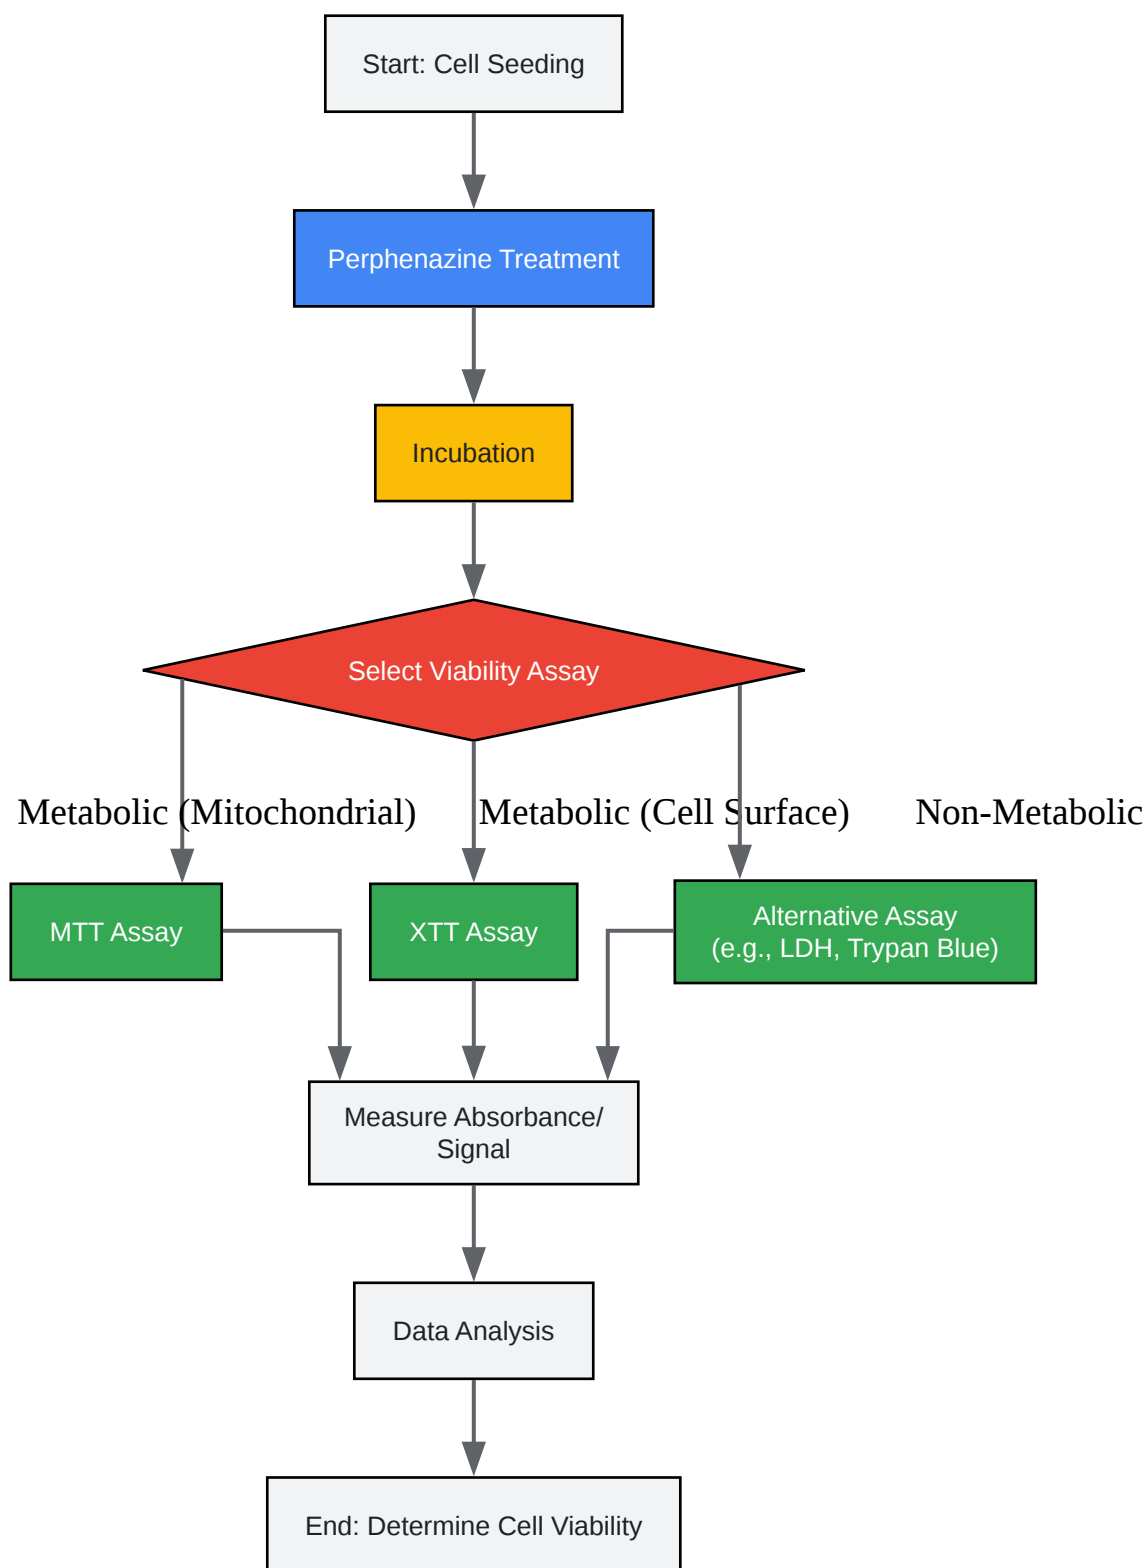 Start: Cell Seeding
Perphenazine Treatment
Incubation
Select Viability Assay
Metabolic (Mitochondrial)
Metabolic (Cell Surface)
Non-Metabolic
MTT Assay
XTT Assay
Alternative Assay
(e.g., LDH, Trypan Blue)
Measure Absorbance/
Signal
Data Analysis
End: Determine Cell Viability